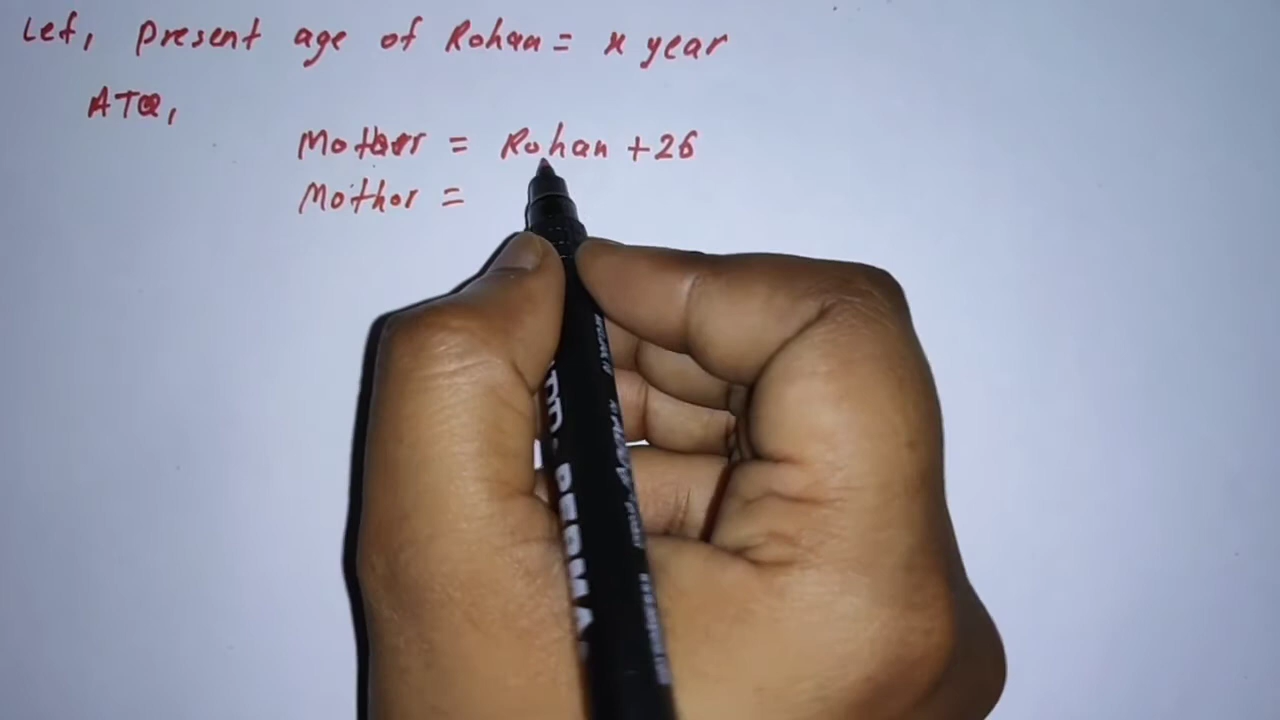 Let, present age of Rohan = x year
ATQ,
Mother = Rohan + 26
Mother =